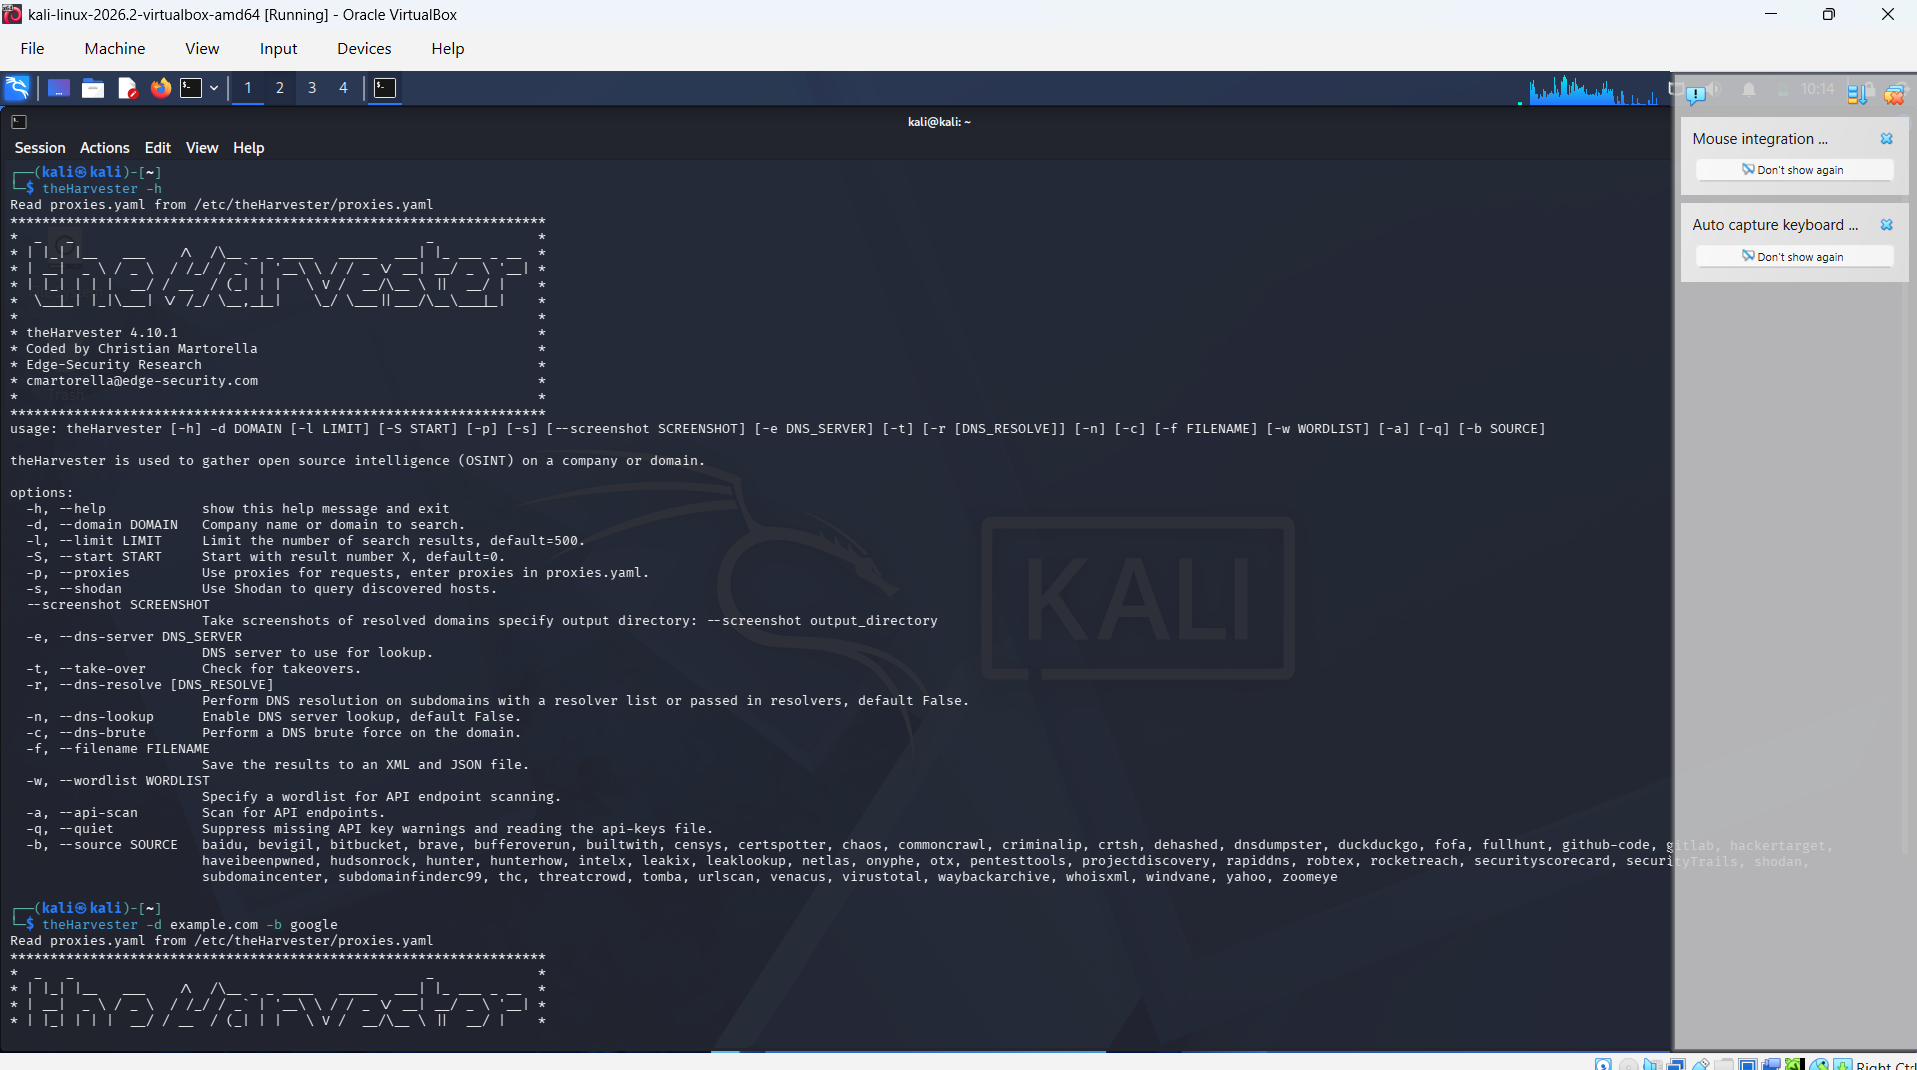 kali-linux-2026.2-virtualbox-amd64 [Running] - Oracle VirtualBox
File Machine View Input Devices Help
1 2 3 4 10:14
kali@kali: ~
Session Actions Edit View Help
Mouse integration ...
Don't show again
Auto capture keyboard ...
Don't show again
┌──(kali㉿kali)-[~]
└─$ theHarvester -h
Read proxies.yaml from /etc/theHarvester/proxies.yaml
*******************************************************************
theHarvester
* theHarvester 4.10.1 *
* Coded by Christian Martorella *
* Edge-Security Research *
* cmartorella@edge-security.com *
* *
Trash
*******************************************************************
usage: theHarvester [-h] -d DOMAIN [-l LIMIT] [-S START] [-p] [-s] [--screenshot SCREENSHOT] [-e DNS_SERVER] [-t] [-r [DNS_RESOLVE]] [-n] [-c] [-f FILENAME] [-w WORDLIST] [-a] [-q] [-b SOURCE]
theHarvester is used to gather open source intelligence (OSINT) on a company or domain.
options:
-h, --help show this help message and exit
-d, --domain DOMAIN Company name or domain to search.
-l, --limit LIMIT Limit the number of search results, default=500.
-S, --start START Start with result number X, default=0.
-p, --proxies Use proxies for requests, enter proxies in proxies.yaml.
-s, --shodan Use Shodan to query discovered hosts.
--screenshot SCREENSHOT
Take screenshots of resolved domains specify output directory: --screenshot output_directory
-e, --dns-server DNS_SERVER
DNS server to use for lookup.
-t, --take-over Check for takeovers.
-r, --dns-resolve [DNS_RESOLVE]
Perform DNS resolution on subdomains with a resolver list or passed in resolvers, default False.
-n, --dns-lookup Enable DNS server lookup, default False.
-c, --dns-brute Perform a DNS brute force on the domain.
-f, --filename FILENAME
Save the results to an XML and JSON file.
-w, --wordlist WORDLIST
Specify a wordlist for API endpoint scanning.
-a, --api-scan Scan for API endpoints.
-q, --quiet Suppress missing API key warnings and reading the api-keys file.
-b, --source SOURCE baidu, bevigil, bitbucket, brave, bufferoverun, builtwith, censys, certspotter, chaos, commoncrawl, criminalip, crtsh, dehashed, dnsdumpster, duckduckgo, fofa, fullhunt, github-code, gitlab, hackertarget,
haveibeenpwned, hudsonrock, hunter, hunterhow, intelx, leakix, leaklookup, netlas, onyphe, otx, pentesttools, projectdiscovery, rapiddns, robtex, rocketreach, securityscorecard, securityTrails, shodan,
subdomaincenter, subdomainfinderc99, thc, threatcrowd, tomba, urlscan, venacus, virustotal, waybackarchive, whoisxml, windvane, yahoo, zoomeye
KALI
┌──(kali㉿kali)-[~]
└─$ theHarvester -d example.com -b google
Read proxies.yaml from /etc/theHarvester/proxies.yaml
*******************************************************************
theHarvester
Right Ctrl